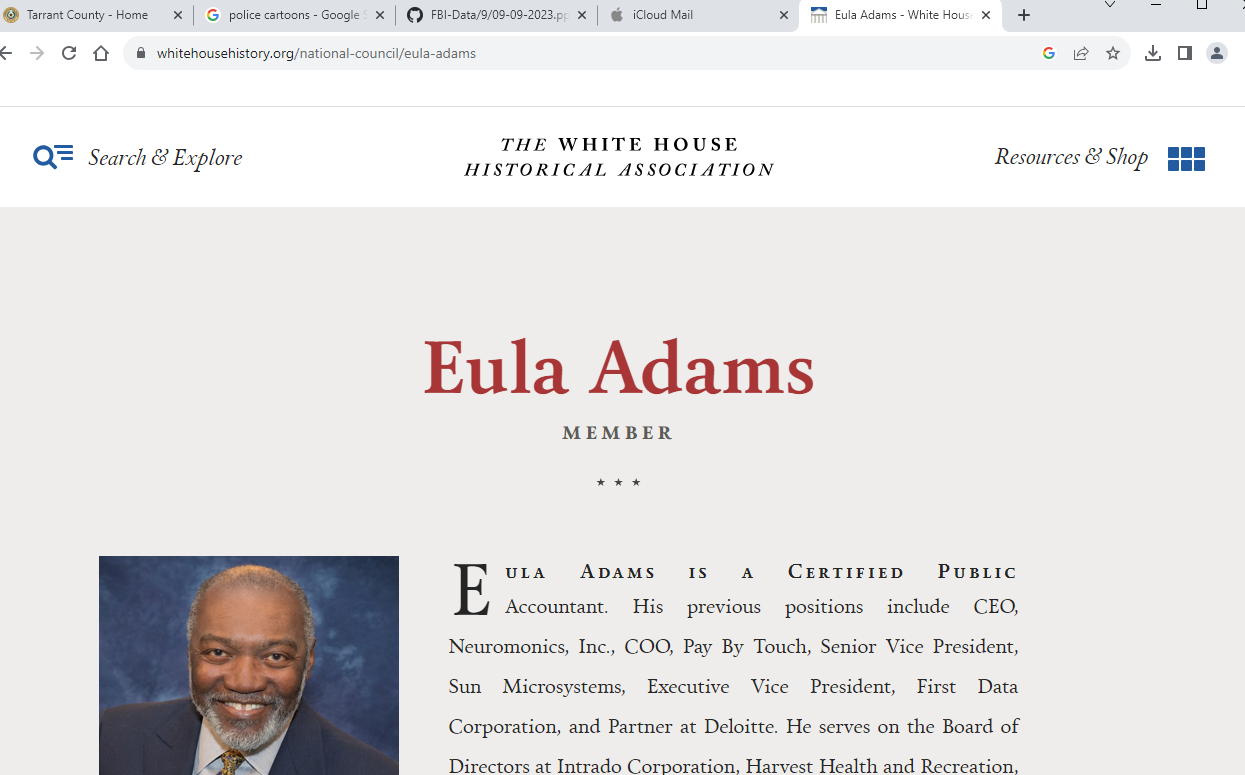 Tarrant County - Home
police cartoons - Google S
FBI-Data/9/09-09-2023.pp
iCloud Mail
Eula Adams - White Hous
whitehousehistory.org/national-council/eula-adams
Search & Explore
THE WHITE HOUSE
HISTORICAL ASSOCIATION
Resources & Shop
Eula Adams
MEMBER
Eula Adams is a Certified Public
Accountant. His previous positions include CEO,
Neuromonics, Inc., COO, Pay By Touch, Senior Vice President,
Sun Microsystems, Executive Vice President, First Data
Corporation, and Partner at Deloitte. He serves on the Board of
Directors at Intrado Corporation, Harvest Health and Recreation,